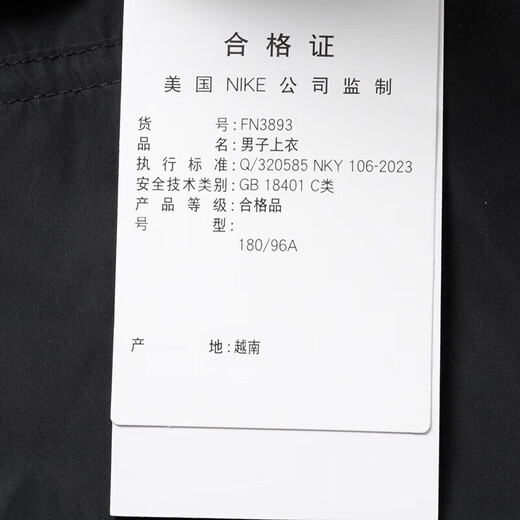 合格证
美国 NIKE 公司监制
货号:FN3893
品名:男子上衣
执行标准:Q/320585 NKY 106-2023
安全技术类别:GB 18401 C类
产品等级:合格品
号型:
180/96A
产地:越南